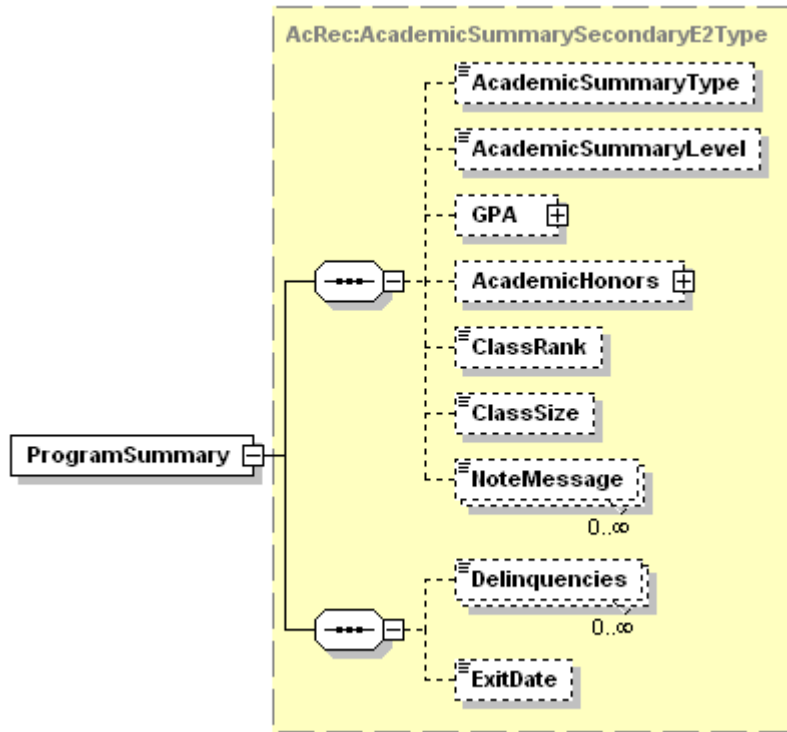 AcRec:AcademicSummarySecondaryE2Type
AcademicSummaryType
AcademicSummaryLevel
GPA
AcademicHonors
ClassRank
ClassSize
ProgramSummary
NoteMessage
0..∞
Delinquencies
0..∞
ExitDate